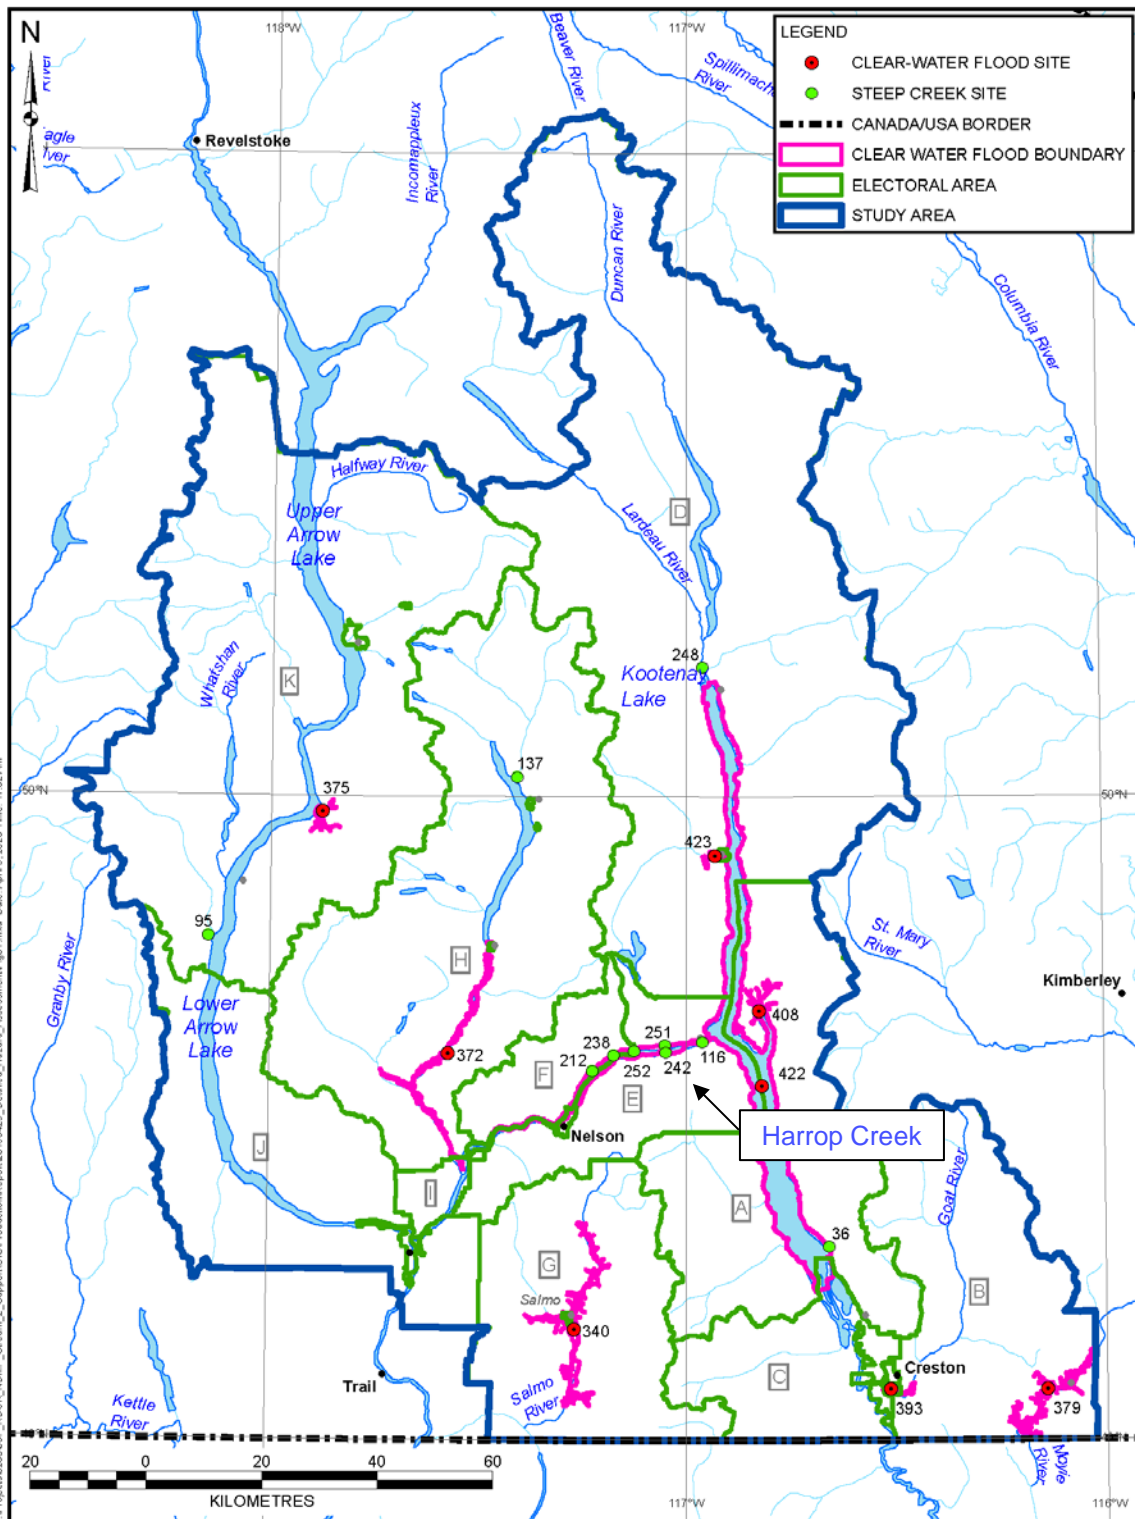 N
118°W
117°W
LEGEND
CLEAR-WATER FLOOD SITE
STEEP CREEK SITE
CANADA/USA BORDER
CLEAR WATER FLOOD BOUNDARY
ELECTORAL AREA
STUDY AREA
River
agle
Revelstoke
Incomappleux
River
Beaver River
River
Duncan River
Columbia River
Halfway River
Upper
Arrow
Lake
D
Lardeau River
Whatshan
River
K
248
Kootenay
Lake
137
375
50°N
50°N
423
95
H
St. Mary
River
Kimberley
Granby River
Lower
Arrow
Lake
408
372
238
251
116
212
252
242
F
E
422
Nelson
Harrop Creek
J
I
A
Goat River
36
G
B
Salmo
340
C
Creston
Trail
Salmo
River
393
379
Kettle
River
Moyie
River
20
0
20
40
60
KILOMETRES
117°W
116°W